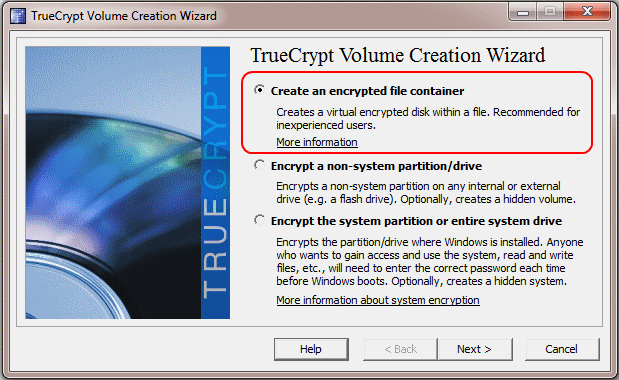 TrueCrypt Volume Creation Wizard
TrueCrypt Volume Creation Wizard
TRUECRYPT
Create an encrypted file container
Creates a virtual encrypted disk within a file. Recommended for
inexperienced users.
More information
Encrypt a non-system partition/drive
Encrypts a non-system partition on any internal or external
drive (e.g. a flash drive). Optionally, creates a hidden volume.
Encrypt the system partition or entire system drive
Encrypts the partition/drive where Windows is installed. Anyone
who wants to gain access and use the system, read and write
files, etc., will need to enter the correct password each time
before Windows boots. Optionally, creates a hidden system.
More information about system encryption
Help
< Back
Next >
Cancel